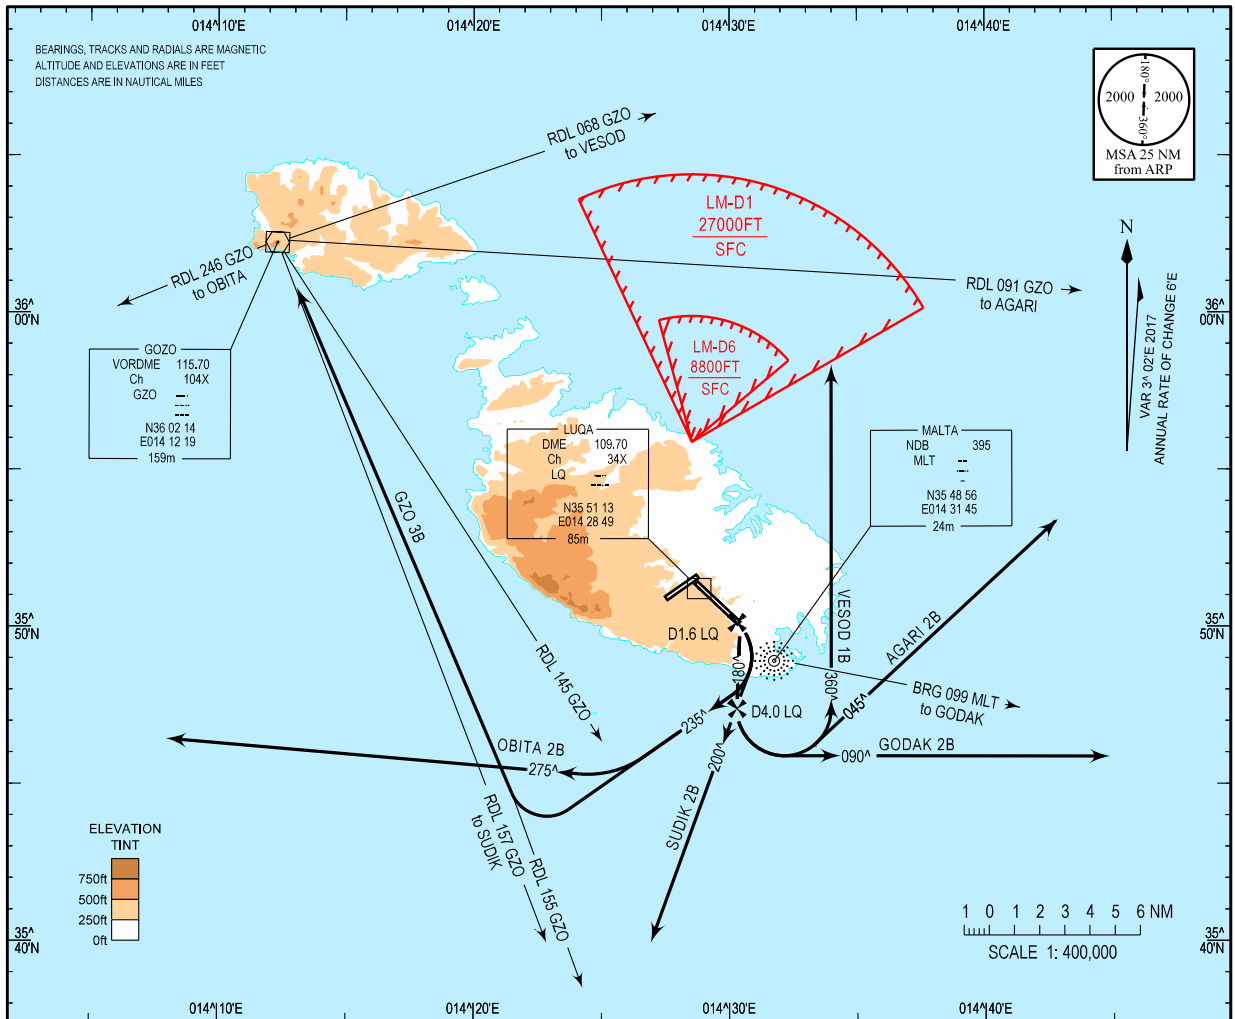 014^|10'E
014^|20'E
014^|30'E
014^|40'E
BEARINGS, TRACKS AND RADIALS ARE MAGNETIC
ALTITUDE AND ELEVATIONS ARE IN FEET
DISTANCES ARE IN NAUTICAL MILES
180°
2000 2000
360°
MSA 25 NM
from ARP
RDL 068 GZO
to VESOD
LM-D1
27000FT
SFC
N
RDL 246 GZO
to OBITA
RDL 091 GZO
to AGARI
36^
00'N
36^
00'N
VAR 3^ 02'E 2017
ANNUAL RATE OF CHANGE 6'E
LM-D6
8800FT
SFC
GOZO
VORDME 115.70
Ch 104X
GZO
N36 02 14
E014 12 19
159m
LUQA
DME 109.70
Ch 34X
LQ
N35 51 13
E014 28 49
85m
MALTA
NDB 395
MLT
N35 48 56
E014 31 45
24m
GZO 3B
VESOD 1B
AGARI 2B
35^
50'N
35^
50'N
D1.6 LQ
180^
RDL 145 GZO
360^
045^
BRG 099 MLT
to GODAK
D4.0 LQ
235^
200^
OBITA 2B
275^
090^
GODAK 2B
SUDIK 2B
RDL 157 GZO
to SUDIK
RDL 155 GZO
ELEVATION
TINT
750ft
500ft
250ft
0ft
1 0 1 2 3 4 5 6 NM
SCALE 1: 400,000
35^
40'N
35^
40'N
014^|10'E
014^|20'E
014^|30'E
014^|40'E